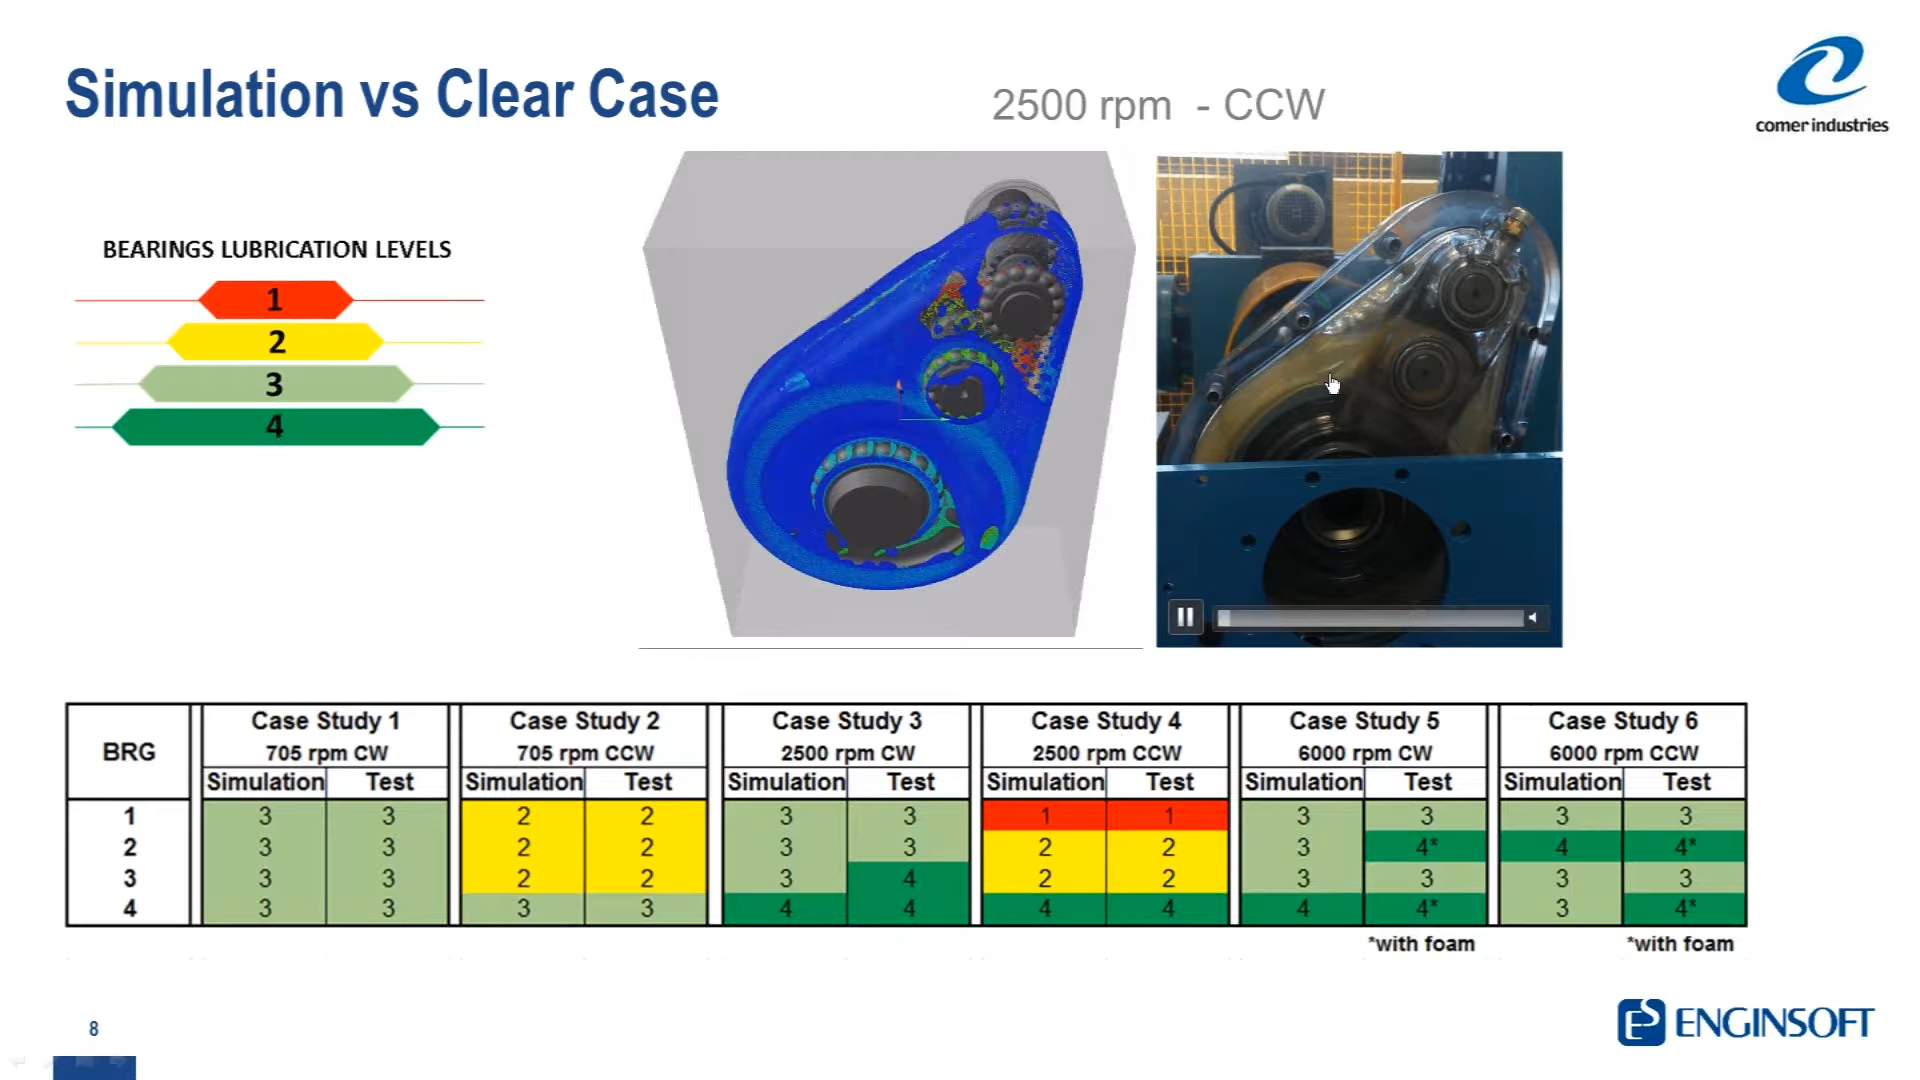 Simulation vs Clear Case
2500 rpm - CCW
comer industries
BEARINGS LUBRICATION LEVELS
1
2
3
4
BRG
Case Study 1
705 rpm CW
Case Study 2
705 rpm CCW
Case Study 3
2500 rpm CW
Case Study 4
2500 rpm CCW
Case Study 5
6000 rpm CW
Case Study 6
6000 rpm CCW
Simulation Test Simulation Test Simulation Test Simulation Test Simulation Test Simulation Test
1 3 3 2 2 3 3 1 1 3 3 3 3
2 3 3 2 2 3 3 2 2 3 4* 4 4*
3 3 3 2 2 3 4 2 2 3 3 3 3
4 3 3 3 3 4 4 4 4 4 4* 3 4*
*with foam
*with foam
8
ENGINSOFT